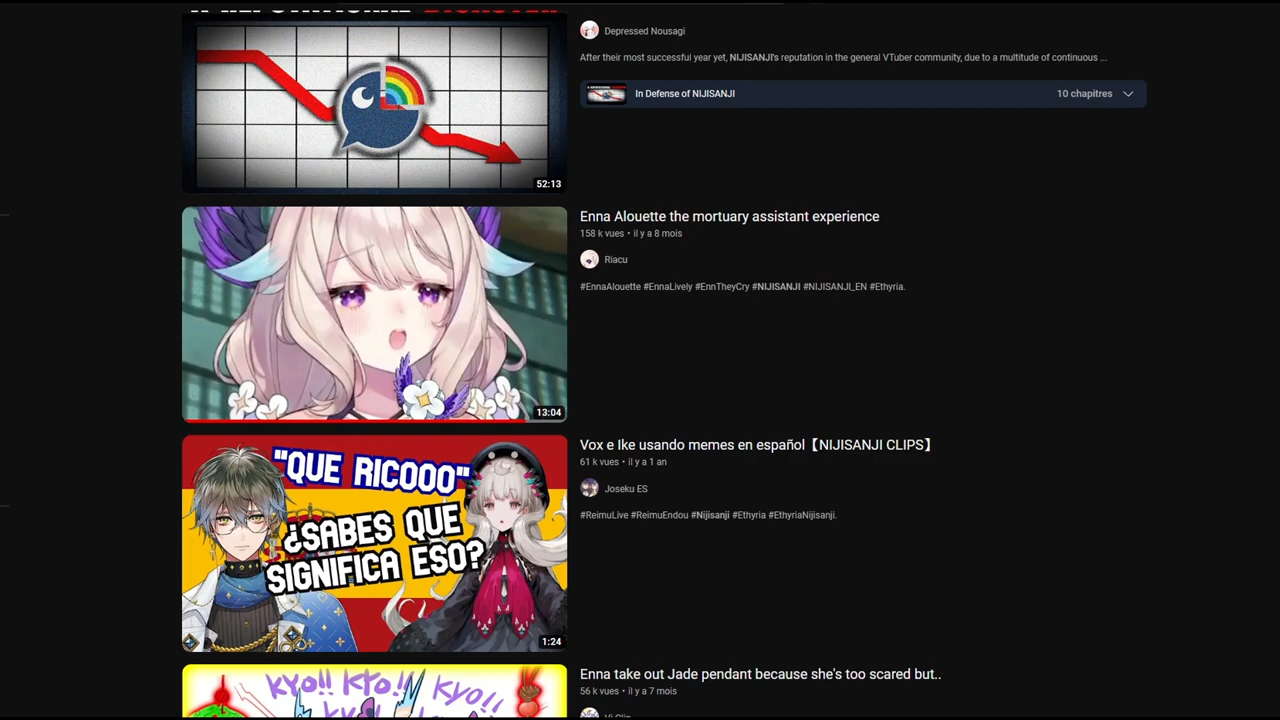 Depressed Nousagi
After their most successful year yet, NIJISANJI's reputation in the general VTuber community, due to a multitude of continuous ...
In Defense of NIJISANJI
10 chapitres
52:13
Enna Alouette the mortuary assistant experience
158 k vues • il y a 8 mois
Riacu
#EnnaAlouette #EnnaLively #EnnTheyCry #NIJISANJI #NIJISANJI_EN #Ethyria.
13:04
Vox e Ike usando memes en español【NIJISANJI CLIPS】
61 k vues • il y a 1 an
Joseku ES
#ReimuLive #ReimuEndou #Nijisanji #Ethyria #EthyriaNijisanji.
"QUE RICOOO"
¿SABES QUE
SIGNIFICA ESO?
1:24
Enna take out Jade pendant because she's too scared but..
56 k vues • il y a 7 mois
KYO!! KYO!! KYO!!